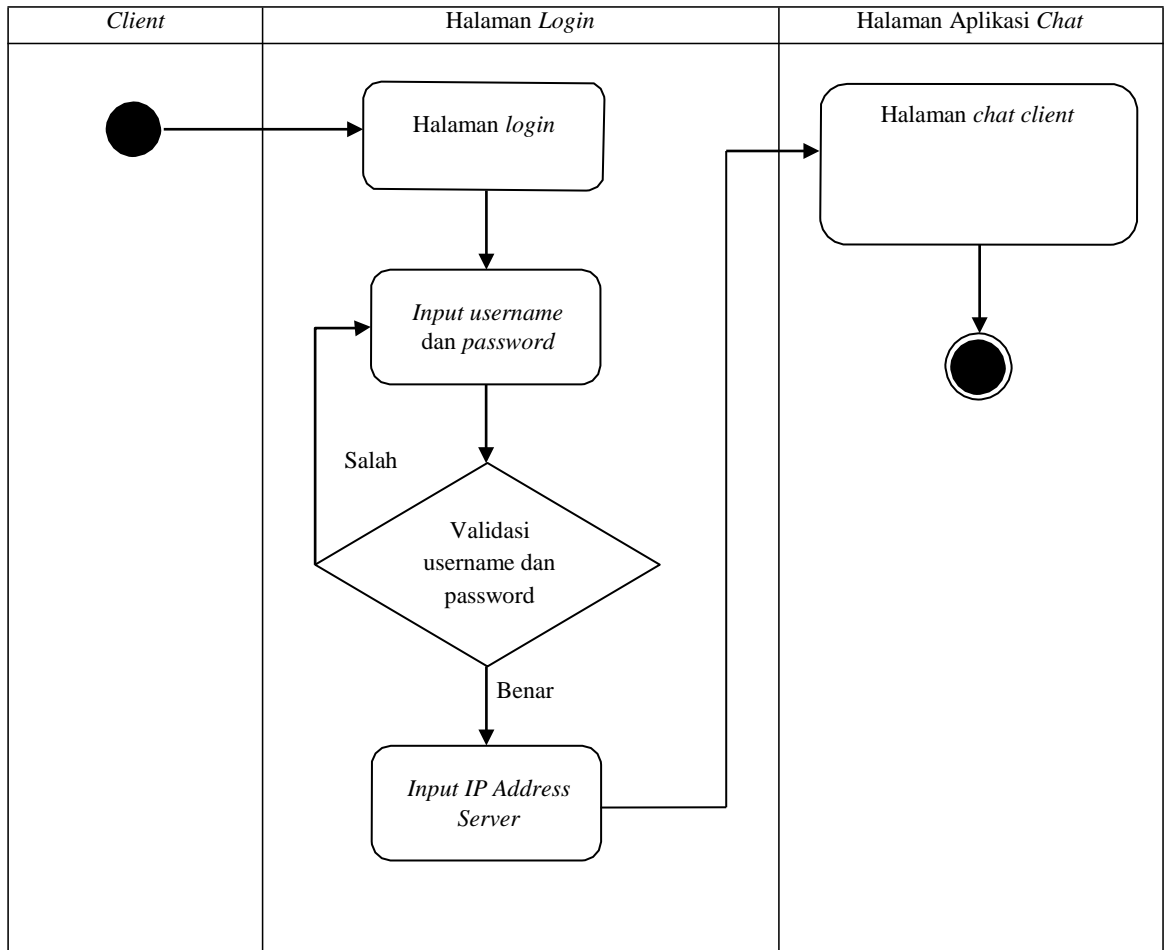 Client
Halaman Login
Halaman Aplikasi Chat
Halaman login
Halaman chat client
Input username
dan password
Salah
Validasi
username dan
password
Benar
Input IP Address
Server